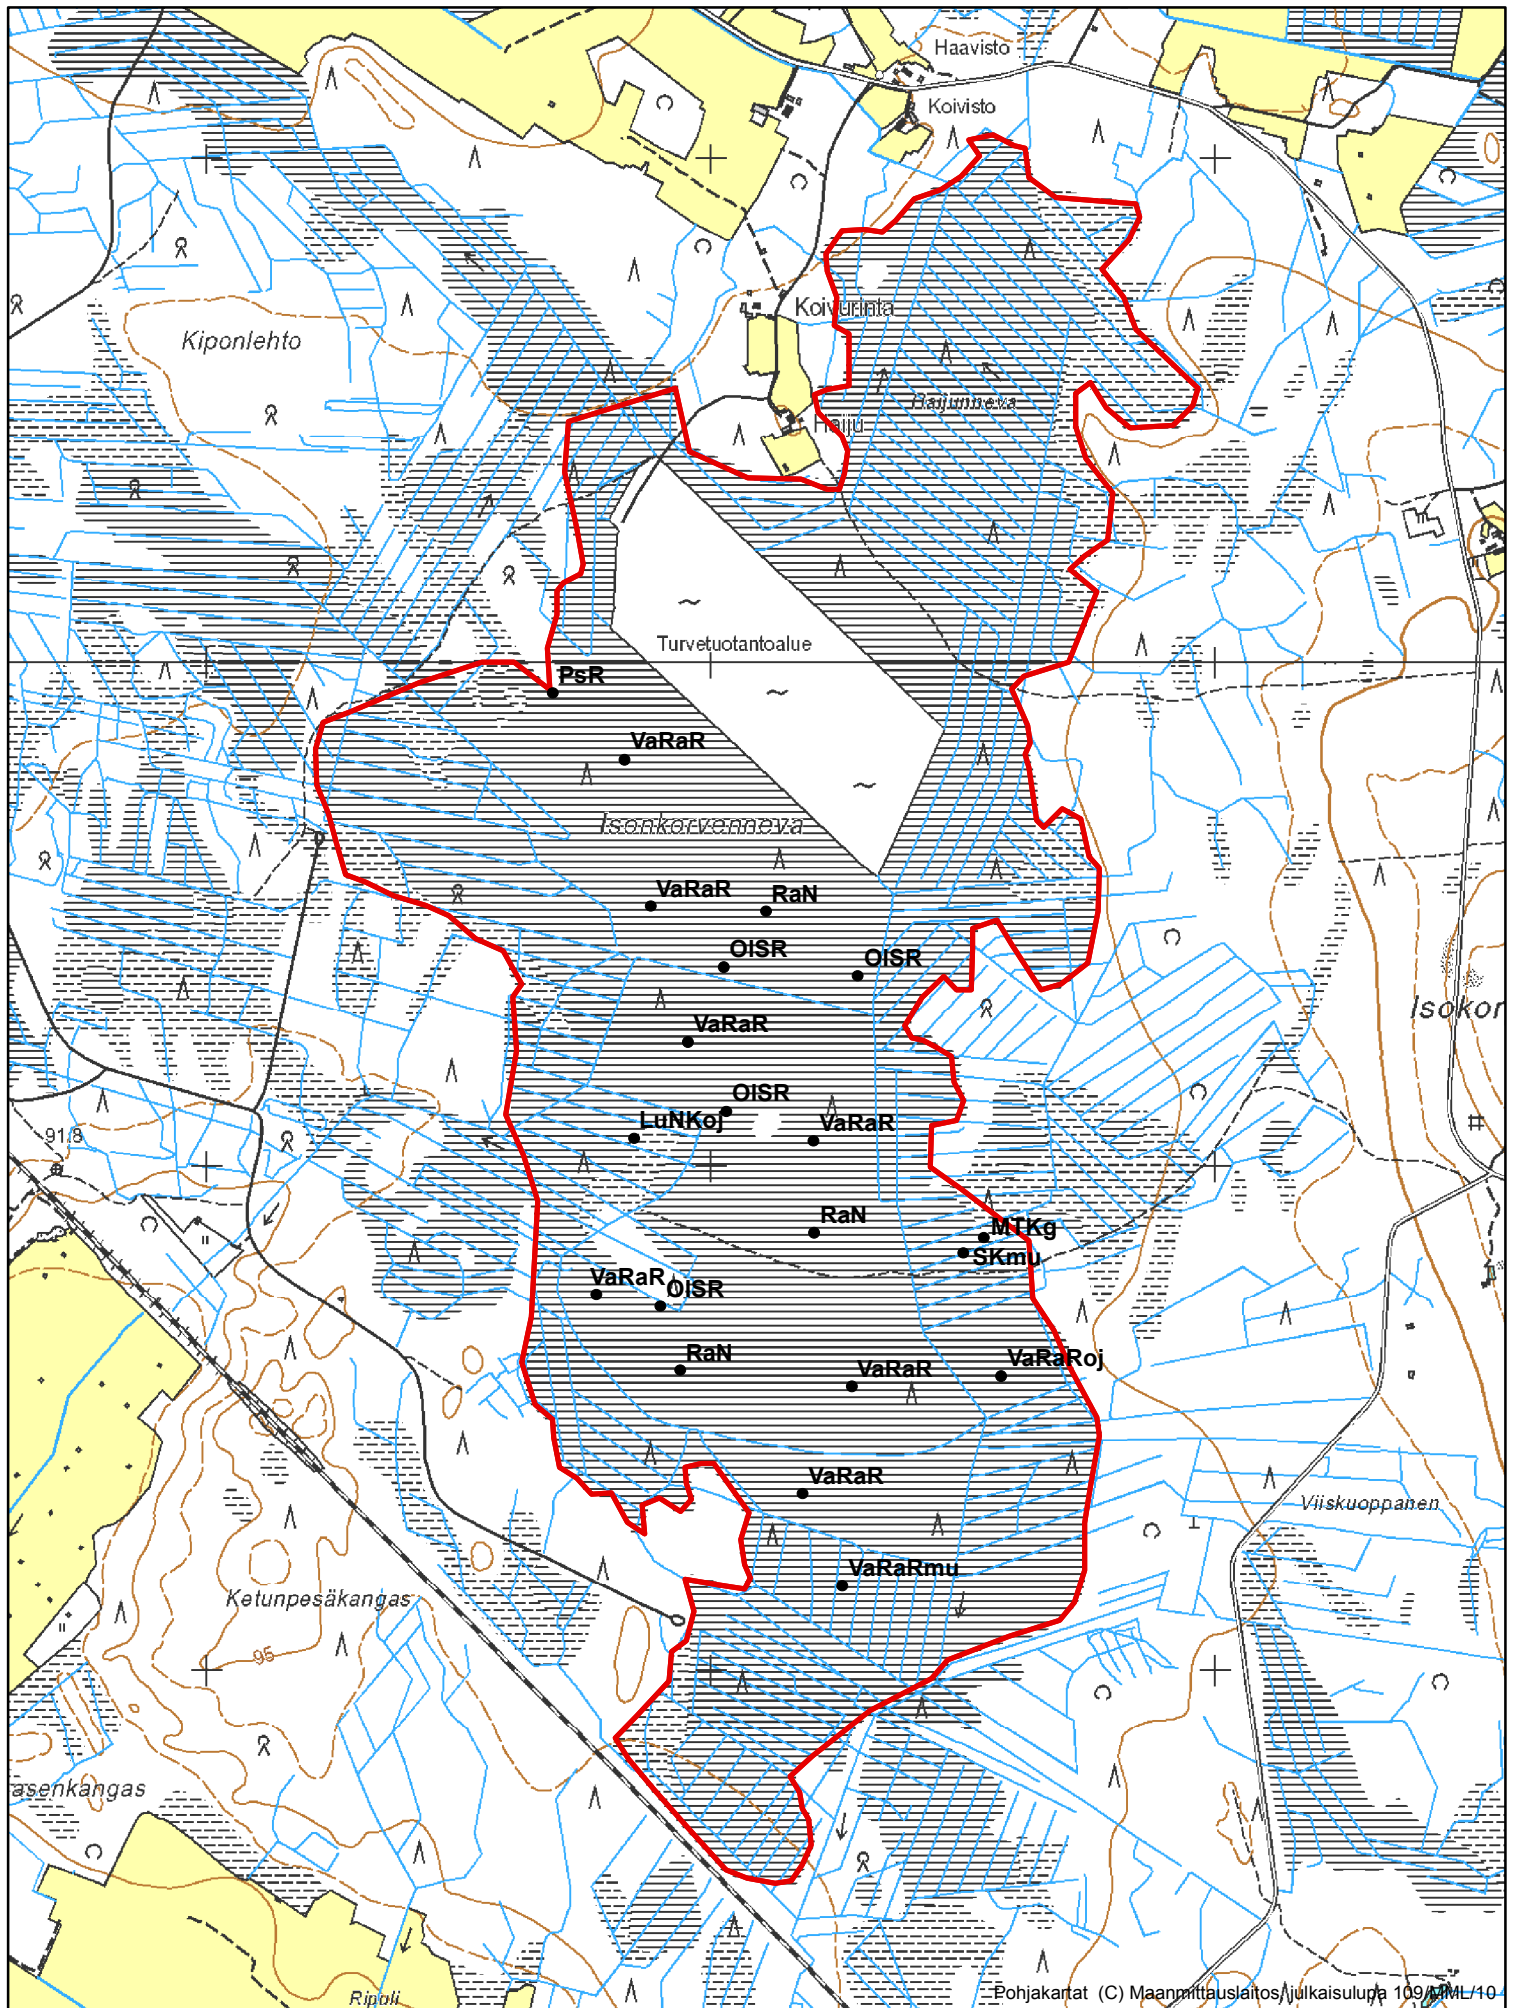 Haavisto
Koivisto
Koivurinta
Kiponlehto
Haijunneva
Haiju
Turvetuotantoalue
PsR
VaRaR
Isonkorvenneva
VaRaR
RaN
OlSR
OlSR
Isokor
VaRaR
OlSR
LuNKoj
VaRaR
91.8
RaN
MTKg
SKmu
VaRaR
OlSR
RaN
VaRaR
VaRaRoj
VaRaR
Viiskuoppanen
VaRaRmu
Ketunpesäkangas
95
asenkangas
Ripoli
Pohjakartat (C) Maanmittauslaitos, julkaisulupa 109/MML/10